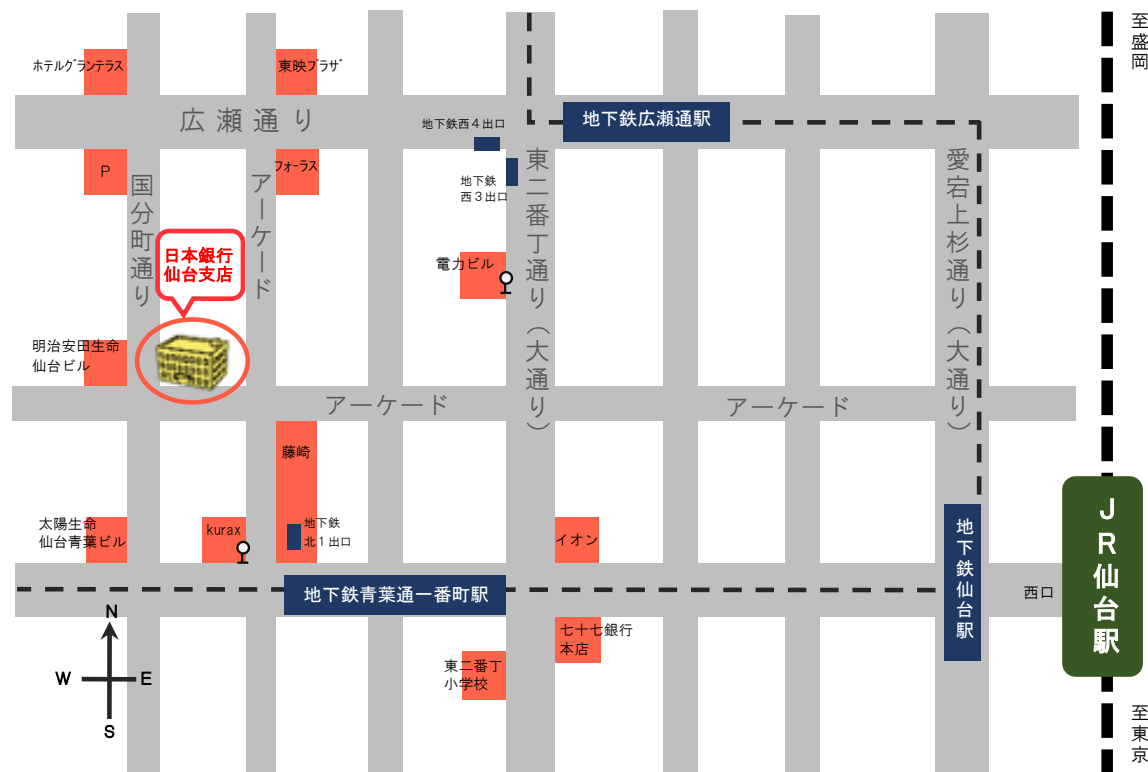 至盛岡
ホテルグランテラス
東映プラザ
広瀬通り
地下鉄西4出口
地下鉄広瀬通駅
P
フォーラス
地下鉄
西3出口
国分町通り
アーケード
東二番丁通り(大通り)
愛宕上杉通り(大通り)
日本銀行
仙台支店
電力ビル
明治安田生命
仙台ビル
アーケード
アーケード
藤崎
太陽生命
仙台青葉ビル
kurax
地下鉄
北1出口
イオン
地下鉄仙台駅
JR仙台駅
地下鉄青葉通一番町駅
西口
N
W
E
S
七十七銀行
本店
東二番丁
小学校
至東京